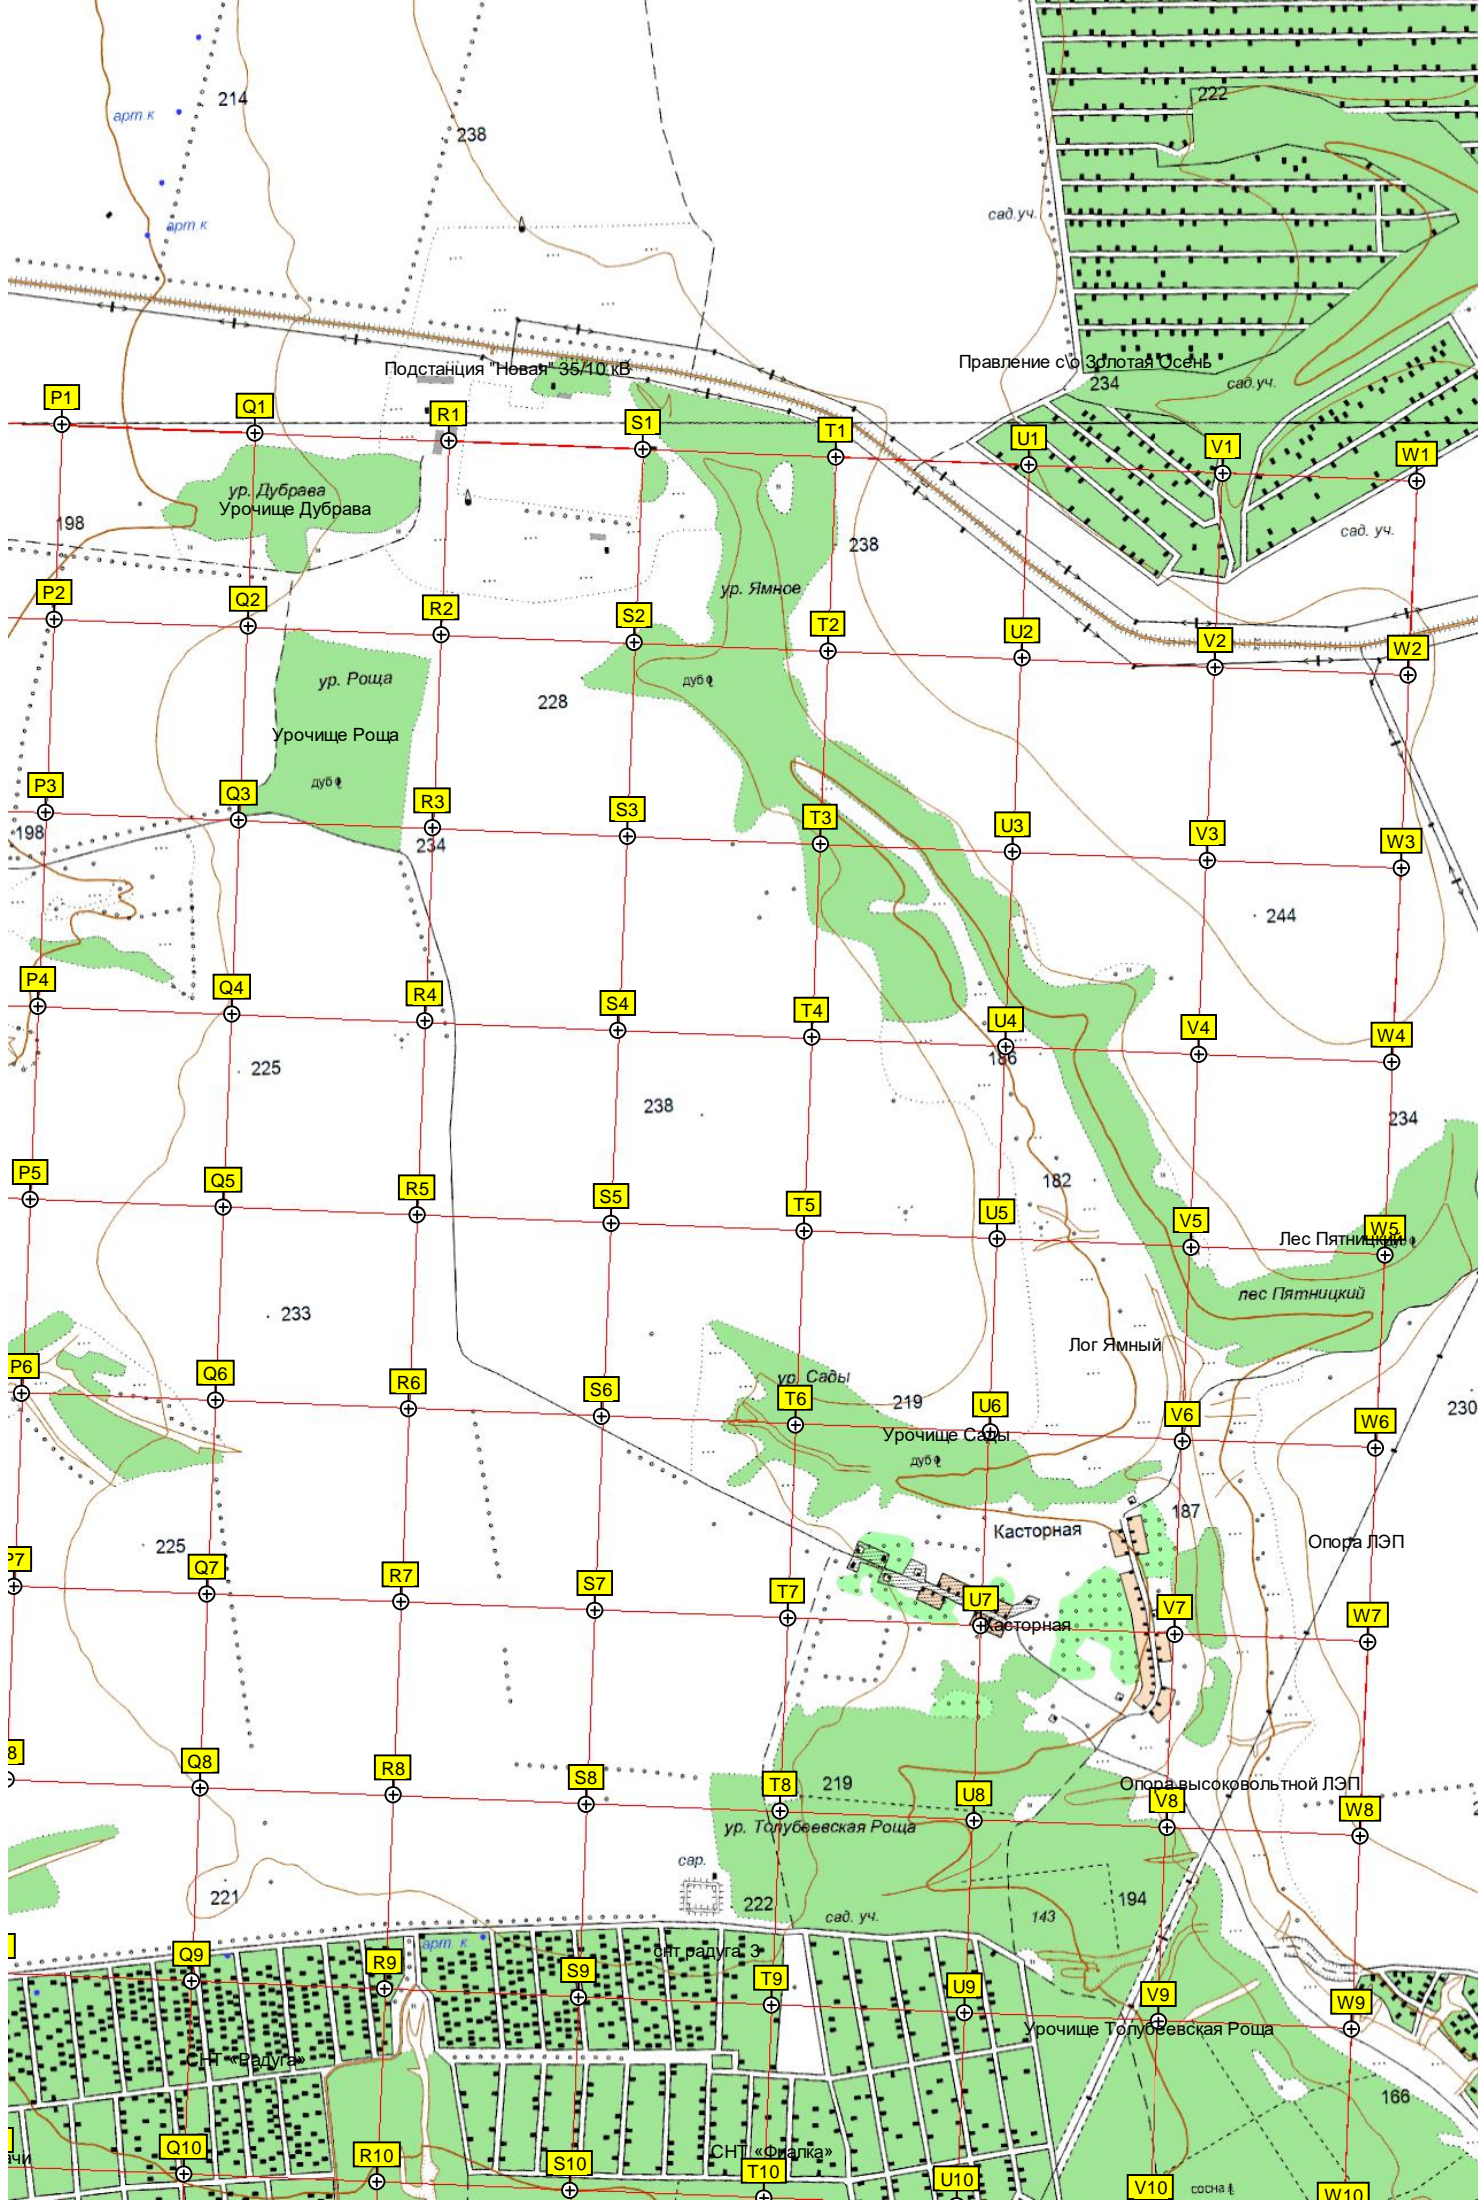 222
214
арт.к
238
сад.уч.
арт.к
Подстанция "Новая" 35/10 кВ
Правление с\о Золотая Осень
234
сад.уч.
P1
Q1
R1
S1
T1
U1
V1
W1
ур. Дубрава
Урочище Дубрава
198
238
сад. уч.
ур. Ямное
P2
Q2
R2
S2
T2
U2
V2
W2
ур. Роща
дуб
228
Урочище Роща
дуб
P3
Q3
R3
S3
T3
U3
V3
W3
198
234
244
P4
Q4
R4
S4
T4
U4
V4
W4
186
225
238
234
182
P5
Q5
R5
S5
T5
U5
V5
W5
Лес Пятницкий
дуб
лес Пятницкий
233
Лог Ямный
P6
Q6
R6
S6
ур. Сады
T6
219
U6
V6
W6
230
Урочище Сады
дуб
187
Касторная
Опора ЛЭП
225
P7
Q7
R7
S7
T7
U7
V7
W7
Касторная
8
Q8
R8
S8
T8
219
U8
Опора высоковольтной ЛЭП
V8
W8
ур. Толубеевская Роща
сар.
221
222
сад. уч.
143
194
арт. к.
снт радуга 3
Q9
R9
S9
T9
U9
V9
W9
Урочище Толубеевская Роща
СНТ «Радуга»
166
СНТ «Фиалка»
чи
Q10
R10
S10
T10
U10
V10
сосна
W10